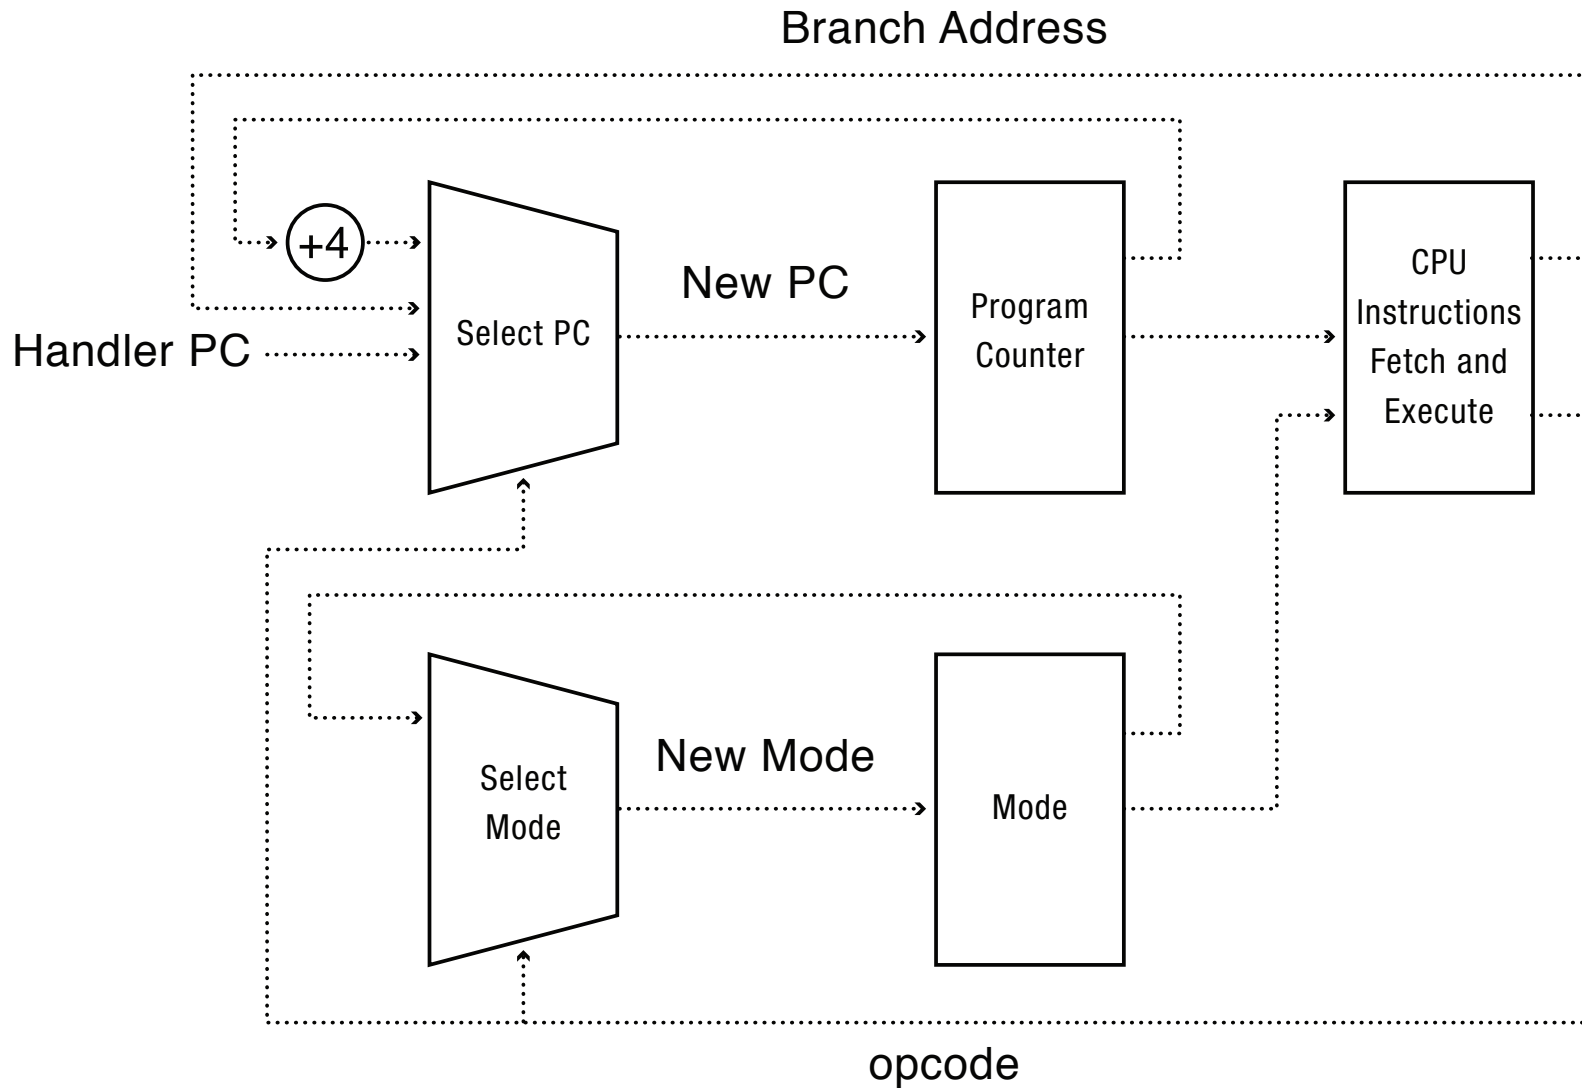 Branch Address
+4
Handler PC
Select PC
New PC
Program
Counter
CPU
Instructions
Fetch and
Execute
Select
Mode
New Mode
Mode
opcode